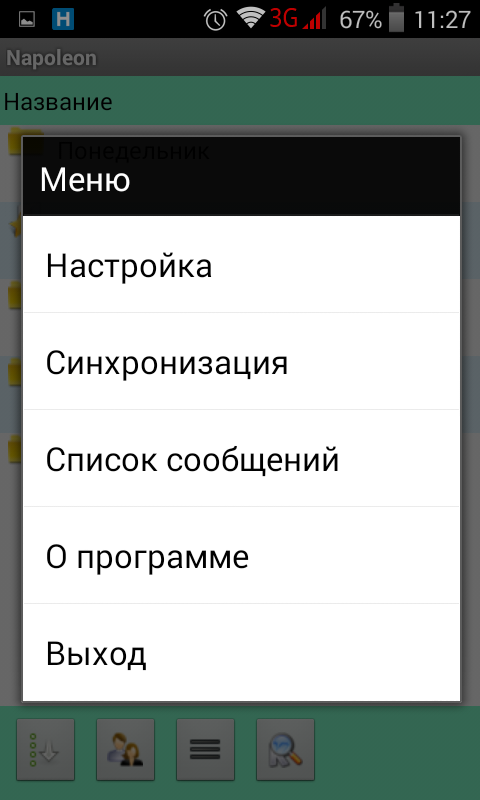 H 3G 67% 11:27
Napoleon
Название
Понедельник
Меню
Настройка
Синхронизация
Список сообщений
О программе
Выход